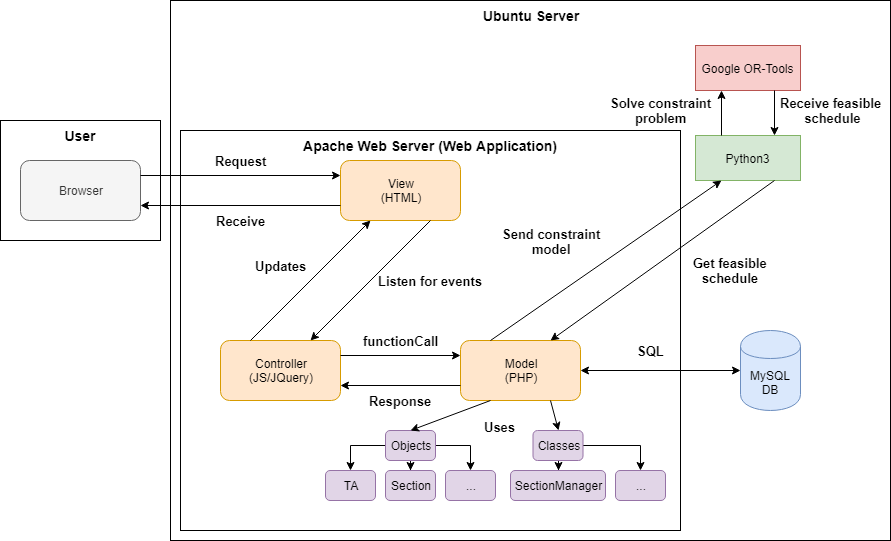 Ubuntu Server
Google OR-Tools
Solve constraint
problem
Receive feasible
schedule
User
Apache Web Server (Web Application)
Python3
Request
View
(HTML)
Browser
Receive
Send constraint
model
Updates
Listen for events
Get feasible
schedule
functionCall
Controller
(JS/JQuery)
Model
(PHP)
SQL
MySQL
DB
Response
Uses
Objects
Classes
TA
Section
...
SectionManager
...